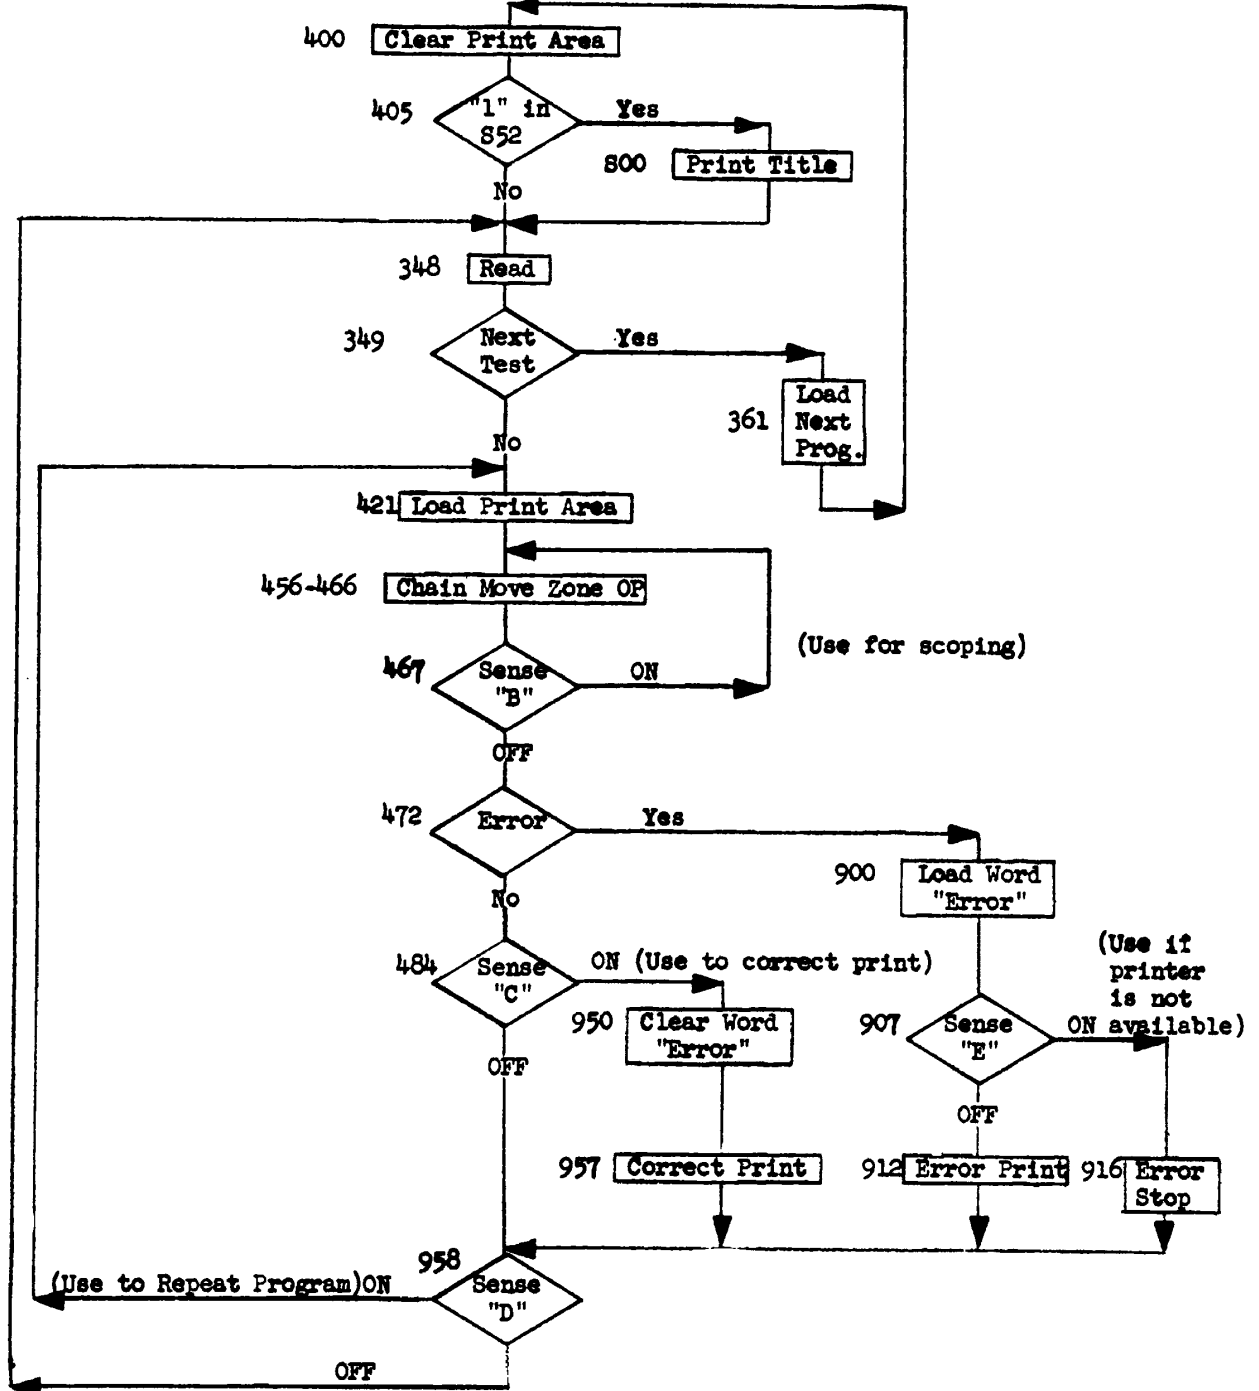 400 Clear Print Area
405 "1" in
S52
Yes
800 Print Title
No
348 Read
349 Next
Test
Yes
Load
361 Next
Prog.
No
421 Load Print Area
456-466 Chain Move Zone OP
(Use for scoping)
467 Sense
"B"
ON
OFF
472 Error
Yes
900 Load Word
"Error"
No
484 Sense
"C"
ON (Use to correct print)
950 Clear Word
"Error"
(Use if
printer
is not
ON available)
907 Sense
"E"
OFF
OFF
957 Correct Print
912 Error Print
916 Error
Stop
958 Sense
"D"
(Use to Repeat Program) ON
OFF